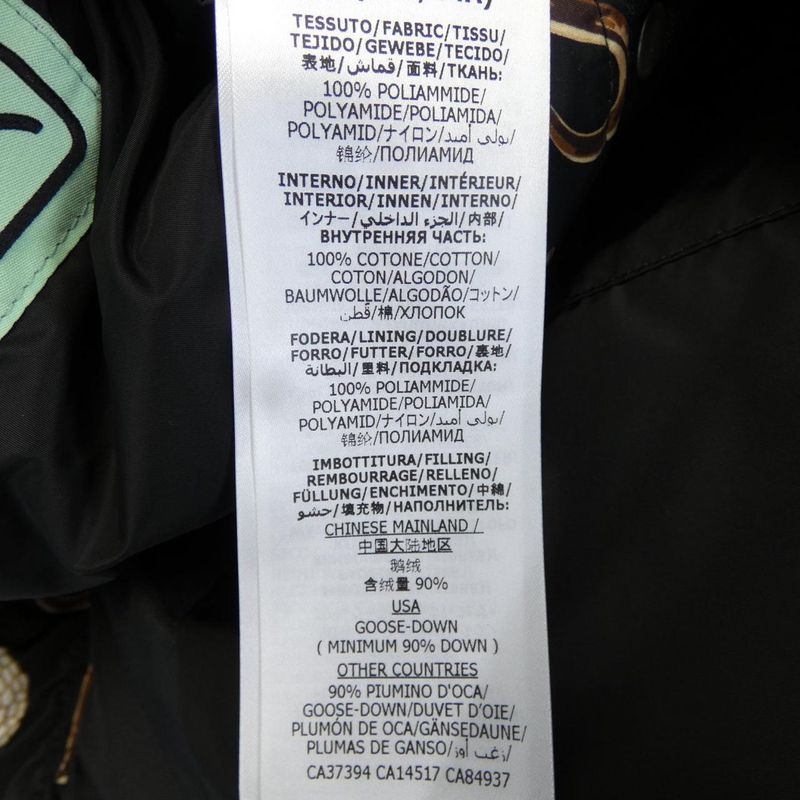 TESSUTO/FABRIC/TISSU/
TEJIDO/GEWEBE/TECIDO/
表地/قماش/面料/ТКАНЬ:
100% POLIAMMIDE/
POLYAMIDE/POLIAMIDA/
POLYAMID/ナイロン/بولي أميد/
锦纶/ПОЛИАМИД
INTERNO/INNER/INTÉRIEUR/
INTERIOR/INNEN/INTERNO/
インナー/الجزء الداخلي/内部/
ВНУТРЕННЯЯ ЧАСТЬ:
100% COTONE/COTTON/
COTON/ALGODON/
BAUMWOLLE/ALGODÃO/コットン/
قطن/棉/ХЛОПОК
FODERA/LINING/DOUBLURE/
FORRO/FUTTER/FORRO/裏地/
البطانة/里料/ПОДКЛАДКА:
100% POLIAMMIDE/
POLYAMIDE/POLIAMIDA/
POLYAMID/ナイロン/بولي أميد/
锦纶/ПОЛИАМИД
IMBOTTITURA/FILLING/
REMBOURRAGE/RELLENO/
FÜLLUNG/ENCHIMENTO/中綿/
حشو/填充物/НАПОЛНИТЕЛЬ:
CHINESE MAINLAND /
中国大陆地区
鹅绒
含绒量 90%
USA
GOOSE-DOWN
( MINIMUM 90% DOWN )
OTHER COUNTRIES
90% PIUMINO D'OCA/
GOOSE-DOWN/DUVET D'OIE/
PLUMÓN DE OCA/GÄNSEDAUNE/
PLUMAS DE GANSO/زغب أوز/
CA37394 CA14517 CA84937